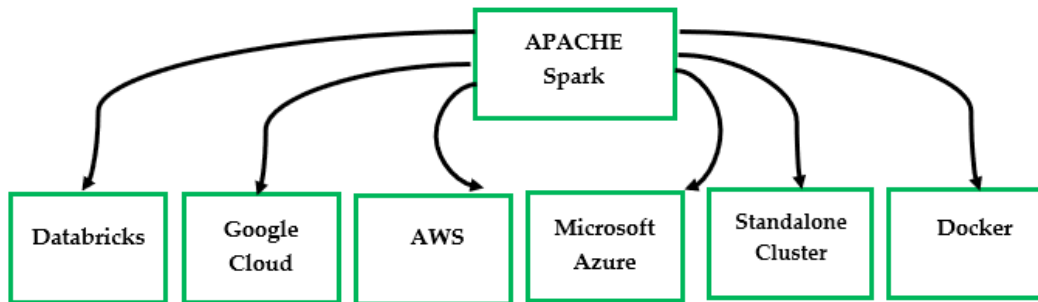 APACHE
Spark
Databricks
Google
Cloud
AWS
Microsoft
Azure
Standalone
Cluster
Docker